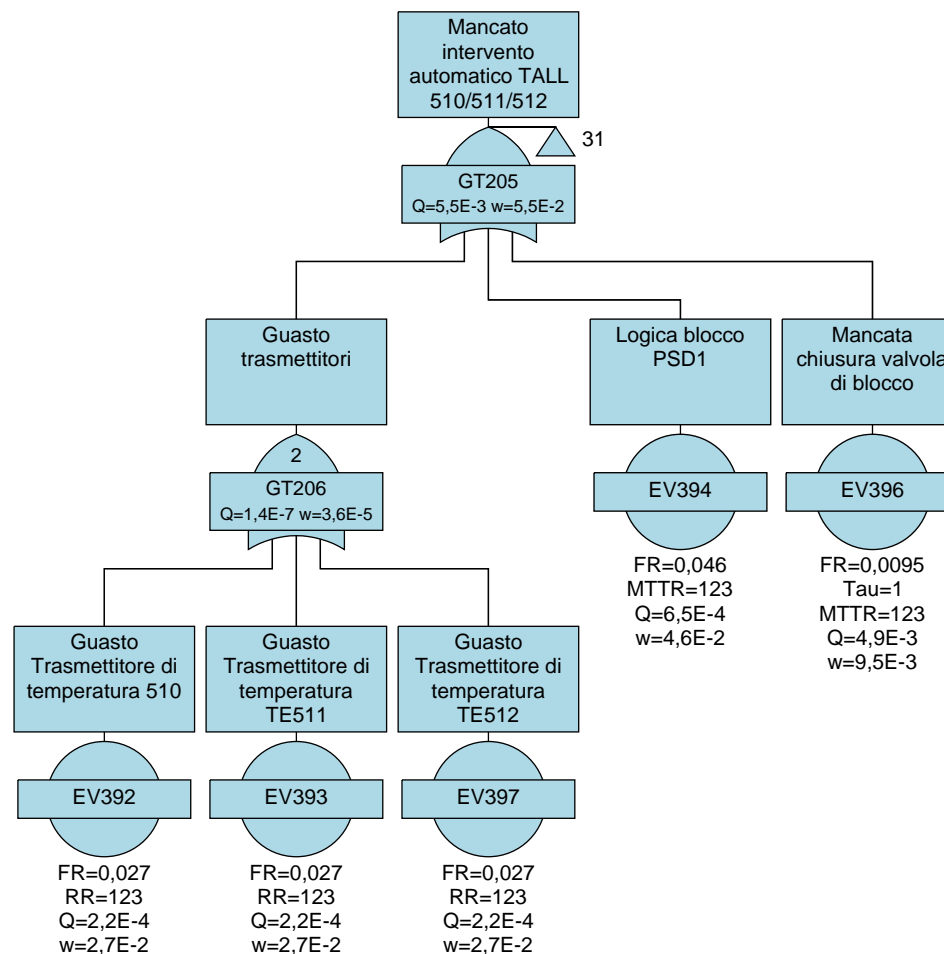 Mancato
intervento
automatico TALL
510/511/512
31
GT205
Q=5,5E-3 w=5,5E-2
Guasto
trasmettitori
Logica blocco
PSD1
Mancata
chiusura valvola
di blocco
2
GT206
Q=1,4E-7 w=3,6E-5
EV394
EV396
FR=0,046
MTTR=123
Q=6,5E-4
w=4,6E-2
FR=0,0095
Tau=1
MTTR=123
Q=4,9E-3
w=9,5E-3
Guasto
Trasmettitore di
temperatura 510
Guasto
Trasmettitore di
temperatura
TE511
Guasto
Trasmettitore di
temperatura
TE512
EV392
EV393
EV397
FR=0,027
RR=123
Q=2,2E-4
w=2,7E-2
FR=0,027
RR=123
Q=2,2E-4
w=2,7E-2
FR=0,027
RR=123
Q=2,2E-4
w=2,7E-2